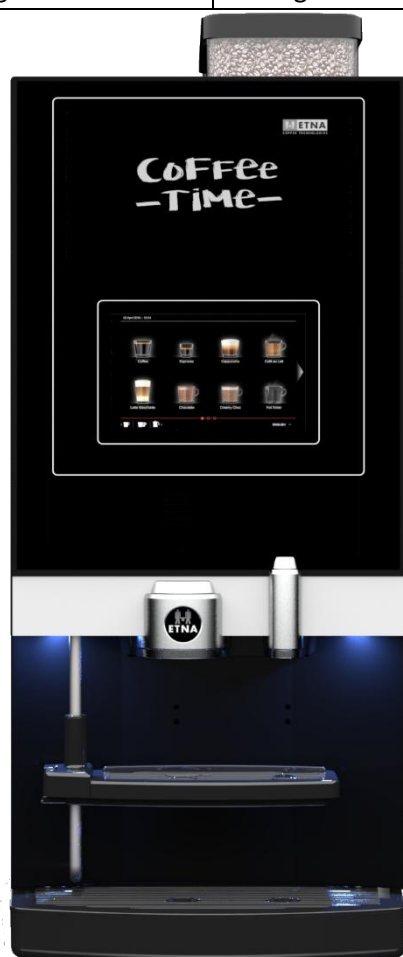 ETNA
COFFEE TECHNOLOGIES
COFFEE
-TIME-
Coffee
Espresso
Cappuccino
Café au Lait
Latte Macchiato
Chocolate
Creamy Choc
Hot Water
ENGLISH
ETNA